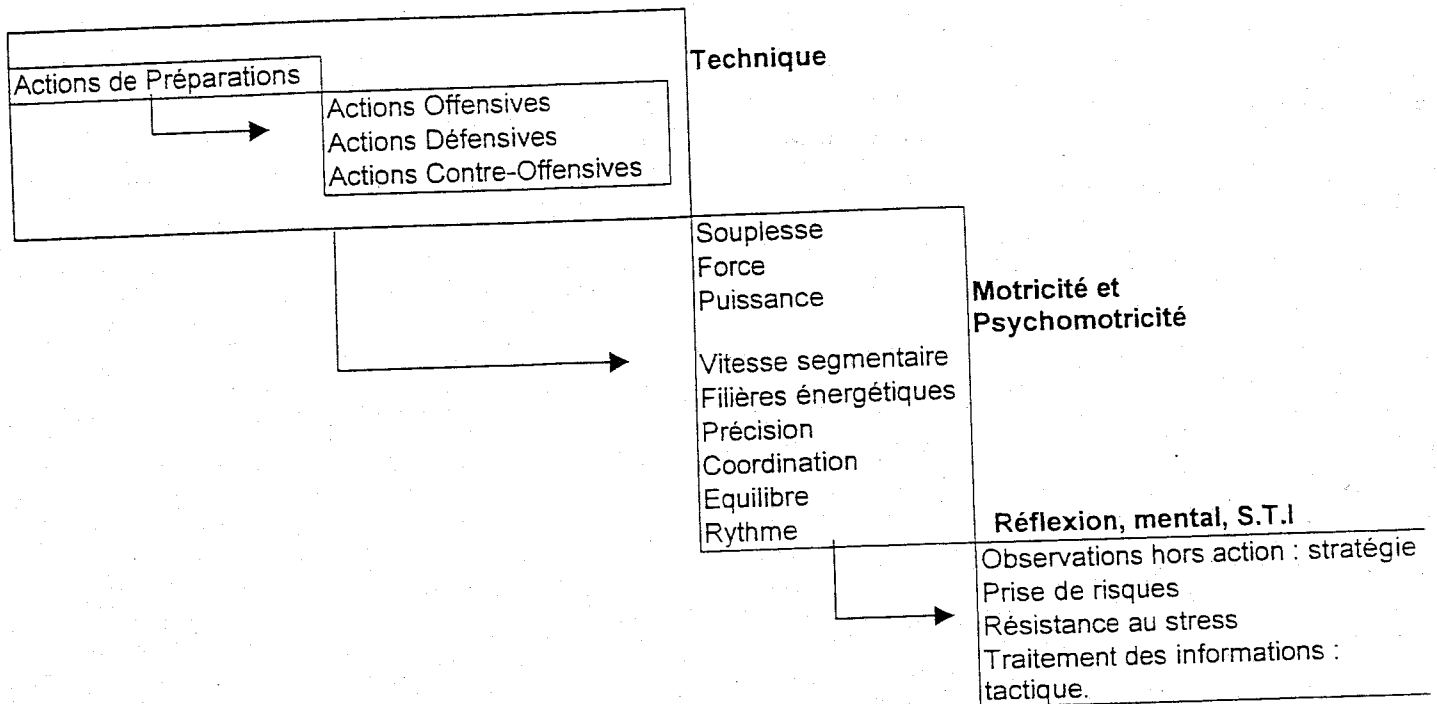 Technique
Actions de Préparations
Actions Offensives
Actions Défensives
Actions Contre-Offensives
Souplesse
Force
Puissance
Motricité et
Psychomotricité
Vitesse segmentaire
Filières énergétiques
Précision
Coordination
Equilibre
Rythme
Réflexion, mental, S.T.I
Observations hors action : stratégie
Prise de risques
Résistance au stress
Traitement des informations :
tactique.